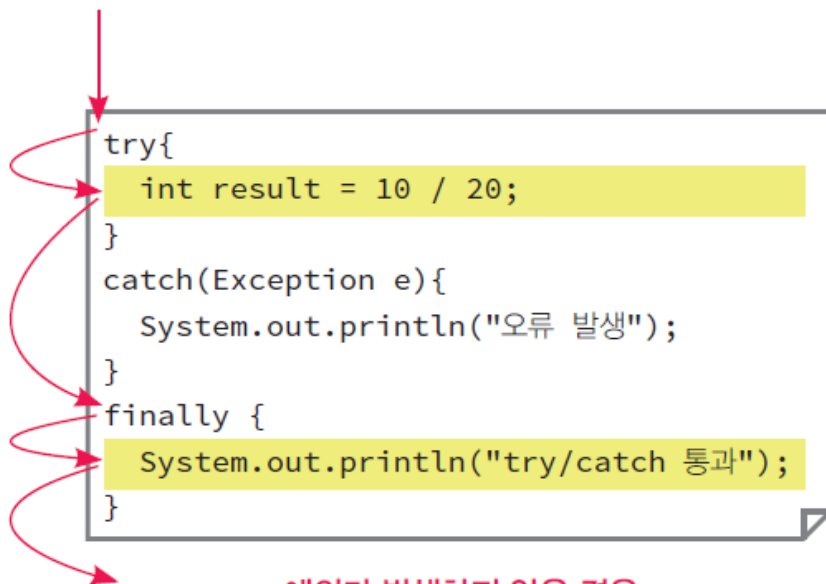 try{
int result = 10 / 20;
}
catch(Exception e){
System.out.println("오류 발생");
}
finally {
System.out.println("try/catch 통과");
}